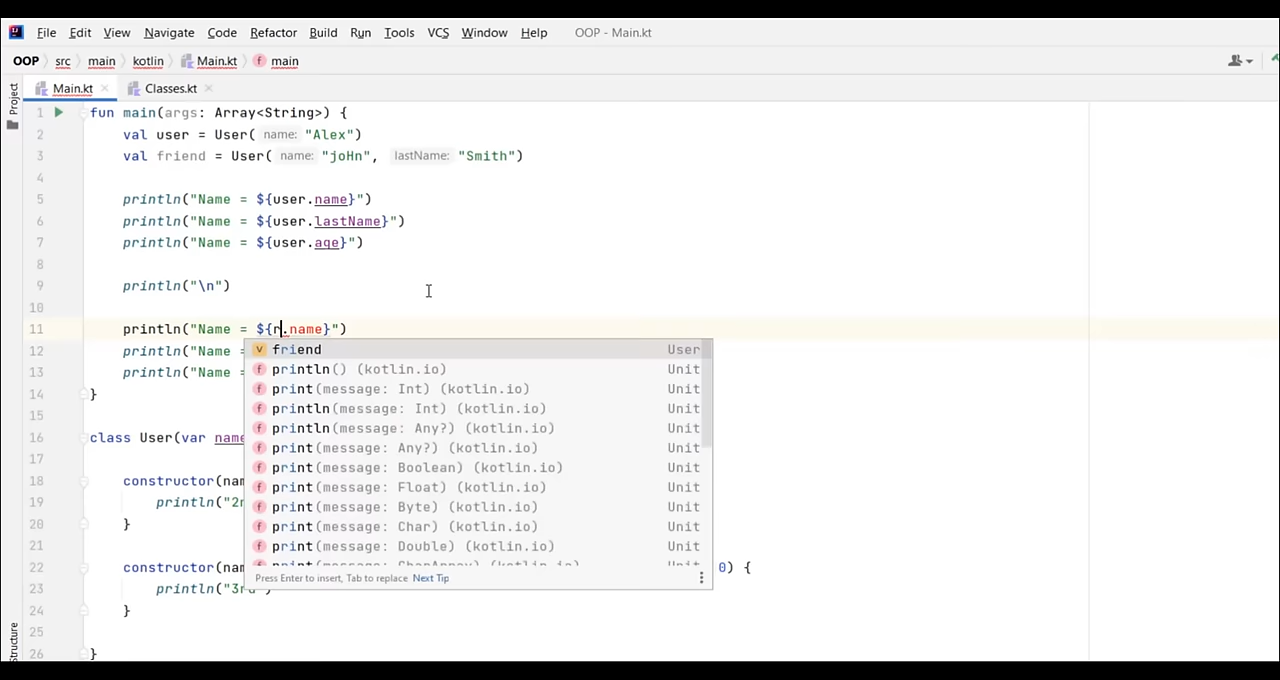 File Edit View Navigate Code Refactor Build Run Tools VCS Window Help OOP - Main.kt
OOP src main kotlin Main.kt main
Main.kt Classes.kt
Project
1 fun main(args: Array<String>) {
2 val user = User( name: "Alex")
3 val friend = User( name: "joHn", lastName: "Smith")
4
5 println("Name = ${user.name}")
6 println("Name = ${user.lastName}")
7 println("Name = ${user.age}")
8
9 println("\n")
10
11 println("Name = ${r.name}")
12 println("Name =
13 println("Name =
14 }
friend User
println() (kotlin.io) Unit
print(message: Int) (kotlin.io) Unit
println(message: Int) (kotlin.io) Unit
println(message: Any?) (kotlin.io) Unit
print(message: Any?) (kotlin.io) Unit
print(message: Boolean) (kotlin.io) Unit
print(message: Float) (kotlin.io) Unit
print(message: Byte) (kotlin.io) Unit
print(message: Char) (kotlin.io) Unit
print(message: Double) (kotlin.io) Unit
print(message: CharArray) (kotlin.io) Unit
Press Enter to insert, Tab to replace Next Tip
15
16 class User(var name
17
18 constructor(nam
19 println("2n
20 }
21
22 constructor(nam 0) {
23 println("3rd")
24 }
25
26 }
Structure